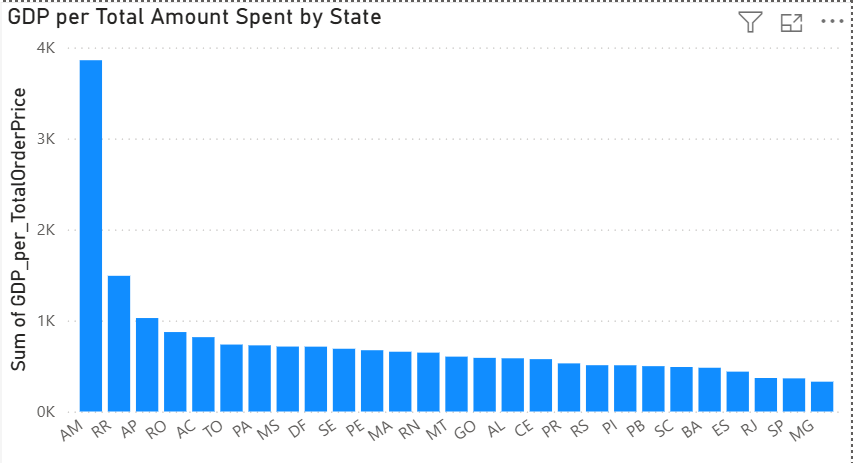 GDP per Total Amount Spent by State
Sum of GDP_per_TotalOrderPrice
4K
3K
2K
1K
0K
AM RR AP RO AC TO PA MS DF SE PE MA RN MT GO AL CE PR RS PI PB SC BA ES RJ SP MG